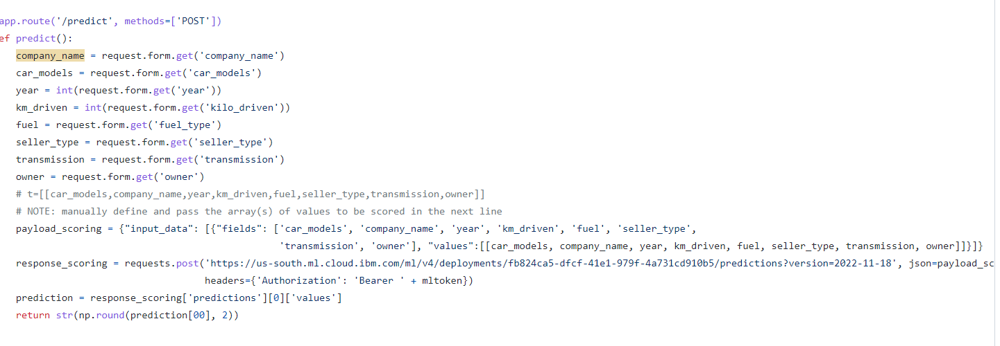 app.route('/predict', methods=['POST'])
ef predict():
company_name = request.form.get('company_name')
car_models = request.form.get('car_models')
year = int(request.form.get('year'))
km_driven = int(request.form.get('kilo_driven'))
fuel = request.form.get('fuel_type')
seller_type = request.form.get('seller_type')
transmission = request.form.get('transmission')
owner = request.form.get('owner')
# t=[[car_models,company_name,year,km_driven,fuel,seller_type,transmission,owner]]
# NOTE: manually define and pass the array(s) of values to be scored in the next line
payload_scoring = {"input_data": [{"fields": ['car_models', 'company_name', 'year', 'km_driven', 'fuel', 'seller_type',
'transmission', 'owner'], "values":[[car_models, company_name, year, km_driven, fuel, seller_type, transmission, owner]]}]}
response_scoring = requests.post('https://us-south.ml.cloud.ibm.com/ml/v4/deployments/fb824ca5-dfcf-41e1-979f-4a731cd910b5/predictions?version=2022-11-18', json=payload_sc
headers={'Authorization': 'Bearer ' + mltoken})
prediction = response_scoring['predictions'][0]['values']
return str(np.round(prediction[00], 2))